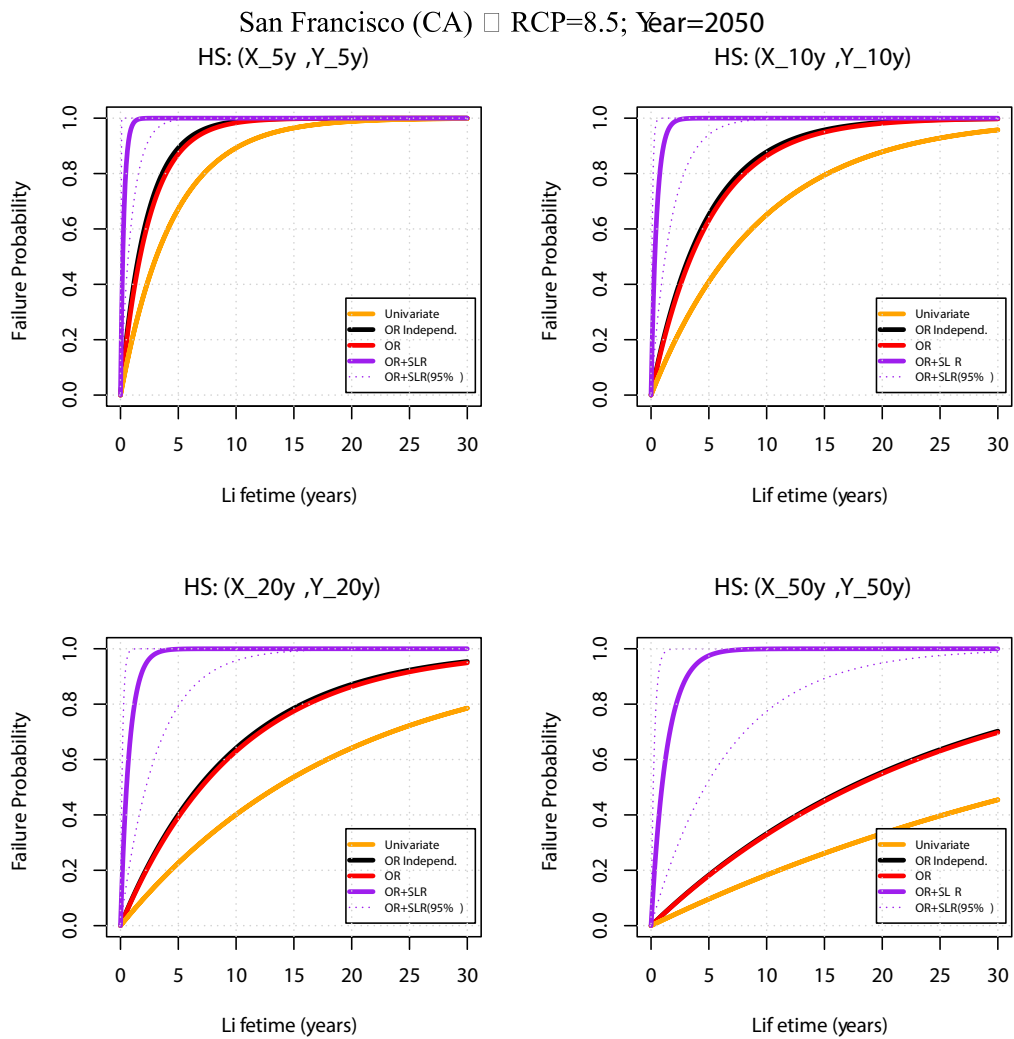 San Francisco (CA) □ RCP=8.5; Year=2050
HS: (X_5y ,Y_5y)
Failure Probability
0.0 0.2 0.4 0.6 0.8 1.0
Univariate
OR Independ.
OR
OR+SLR
OR+SLR(95% )
0 5 10 15 20 25 30
Li fetime (years)
HS: (X_10y ,Y_10y)
Failure Probability
0.0 0.2 0.4 0.6 0.8 1.0
Univariate
OR Independ.
OR
OR+SL R
OR+SLR(95% )
0 5 10 15 20 25 30
Lif etime (years)
HS: (X_20y ,Y_20y)
Failure Probability
0.0 0.2 0.4 0.6 0.8 1.0
Univariate
OR Independ.
OR
OR+SLR
OR+SLR(95% )
0 5 10 15 20 25 30
Li fetime (years)
HS: (X_50y ,Y_50y)
Failure Probability
0.0 0.2 0.4 0.6 0.8 1.0
Univariate
OR Independ.
OR
OR+SL R
OR+SLR(95% )
0 5 10 15 20 25 30
Lif etime (years)